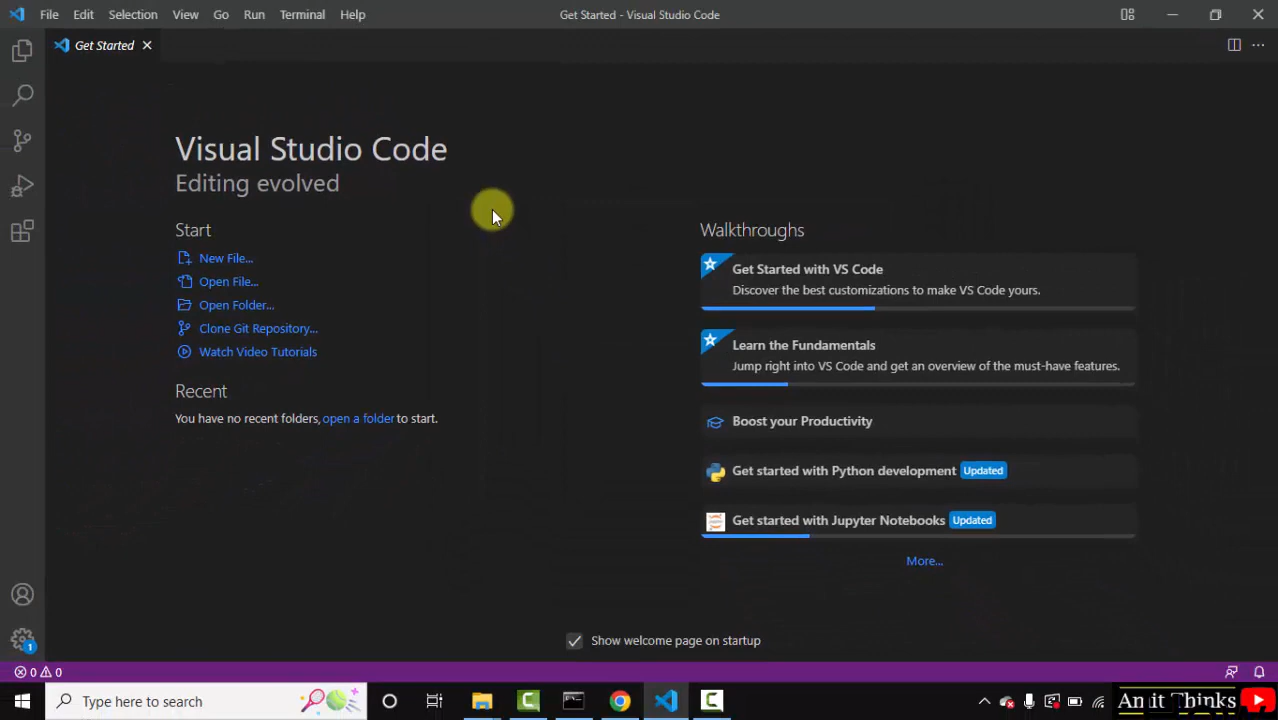 File Edit Selection View Go Run Terminal Help
Get Started - Visual Studio Code
Get Started
Visual Studio Code
Editing evolved
Start
New File...
Open File...
Open Folder...
Clone Git Repository...
Watch Video Tutorials
Recent
You have no recent folders, open a folder to start.
Walkthroughs
Get Started with VS Code
Discover the best customizations to make VS Code yours.
Learn the Fundamentals
Jump right into VS Code and get an overview of the must-have features.
Boost your Productivity
Get started with Python development Updated
Get started with Jupyter Notebooks Updated
More...
Show welcome page on startup
1
0 0
Type here to search
Amit Thinks